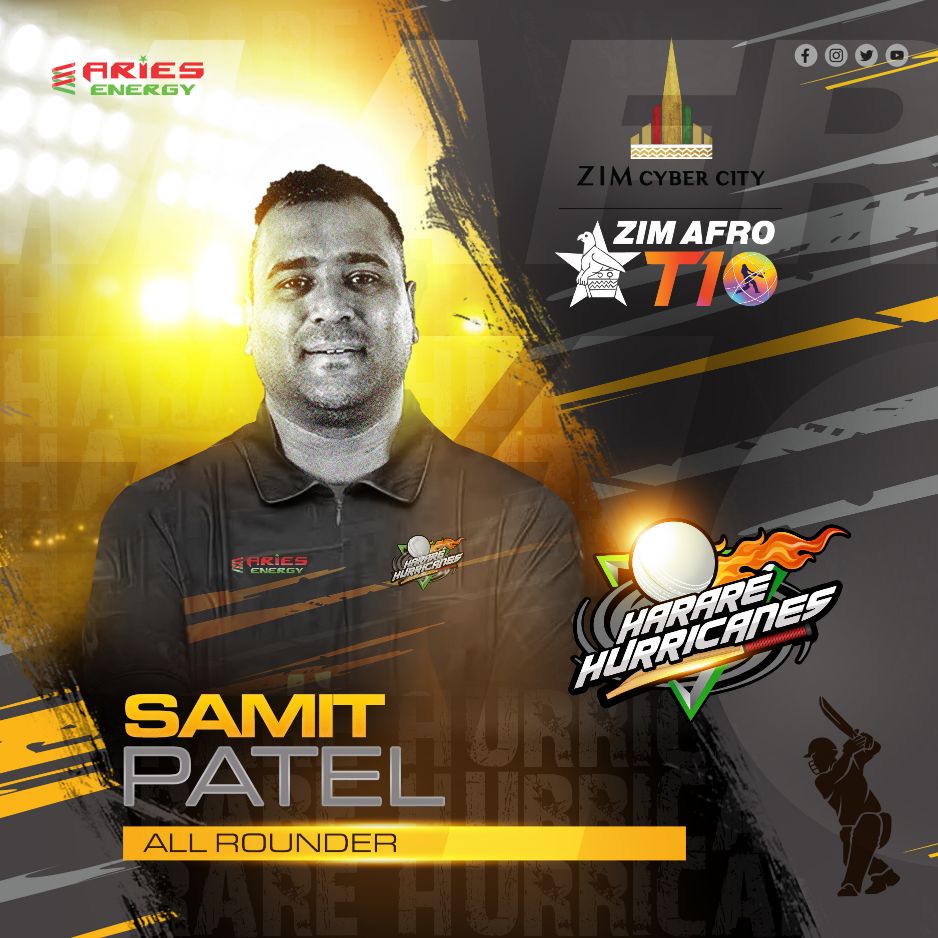 ARIES
ENERGY
ZIM CYBER CITY
ZIM AFRO
T10
ARIES
ENERGY
HARARE
HURRICANES
HARARE
HURRICANES
SAMIT
PATEL
ALL ROUNDER